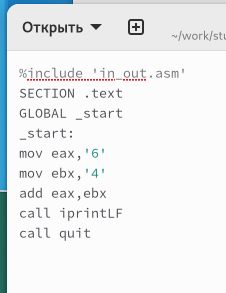 Открыть
~/work/stu
%include 'in_out.asm'
SECTION .text
GLOBAL _start
_start:
mov eax,'6'
mov ebx,'4'
add eax,ebx
call iprintLF
call quit